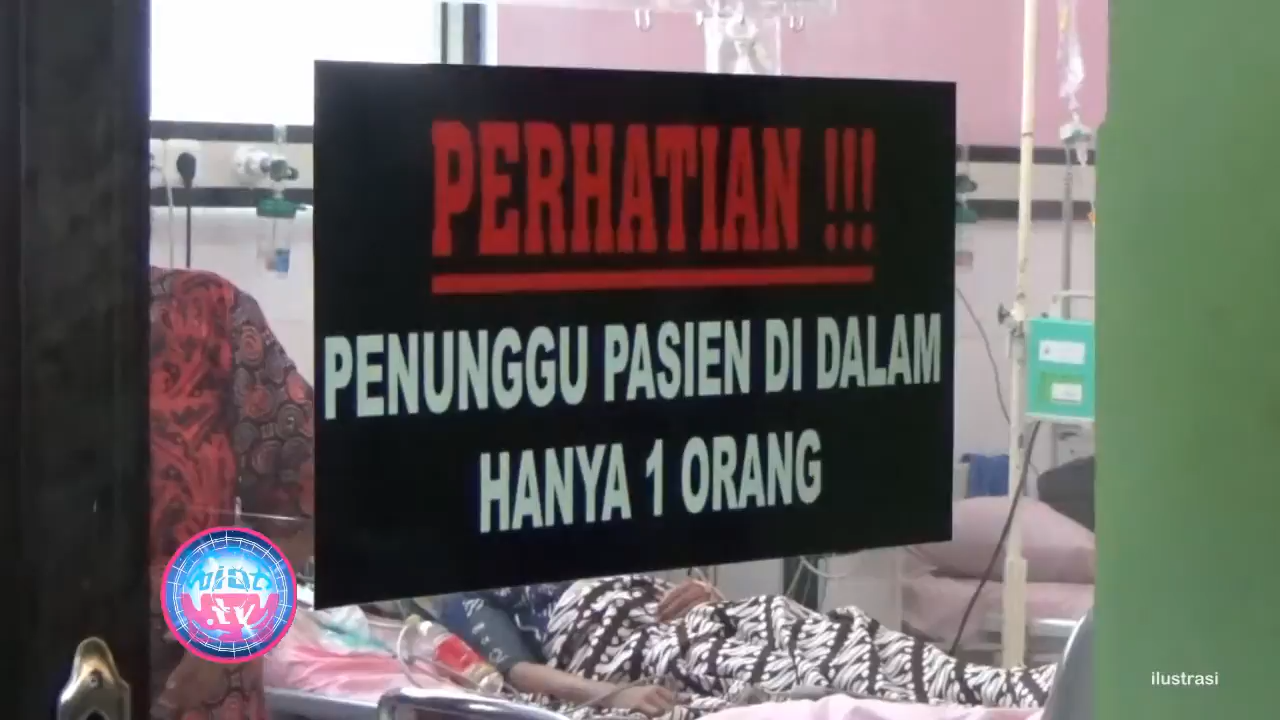 PERHATIAN !!!
PENUNGGU PASIEN DI DALAM
HANYA 1 ORANG
ilustrasi